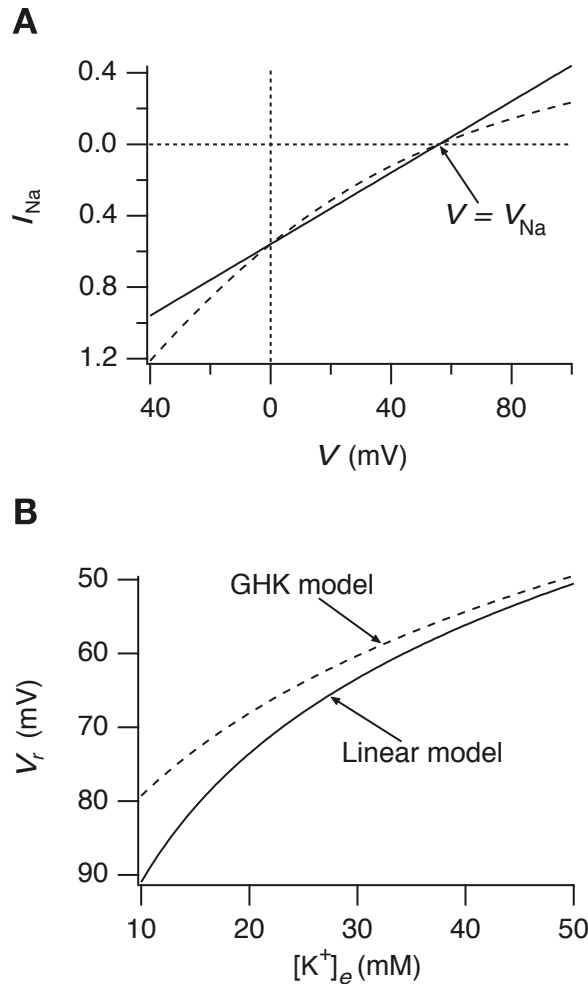 A
0.4
0.0
0.4
0.8
1.2
I_Na
V = V_Na
40 0 40 80
V (mV)
B
50
60
70
80
90
V_r (mV)
GHK model
Linear model
10 20 30 40 50
[K⁺]_e (mM)